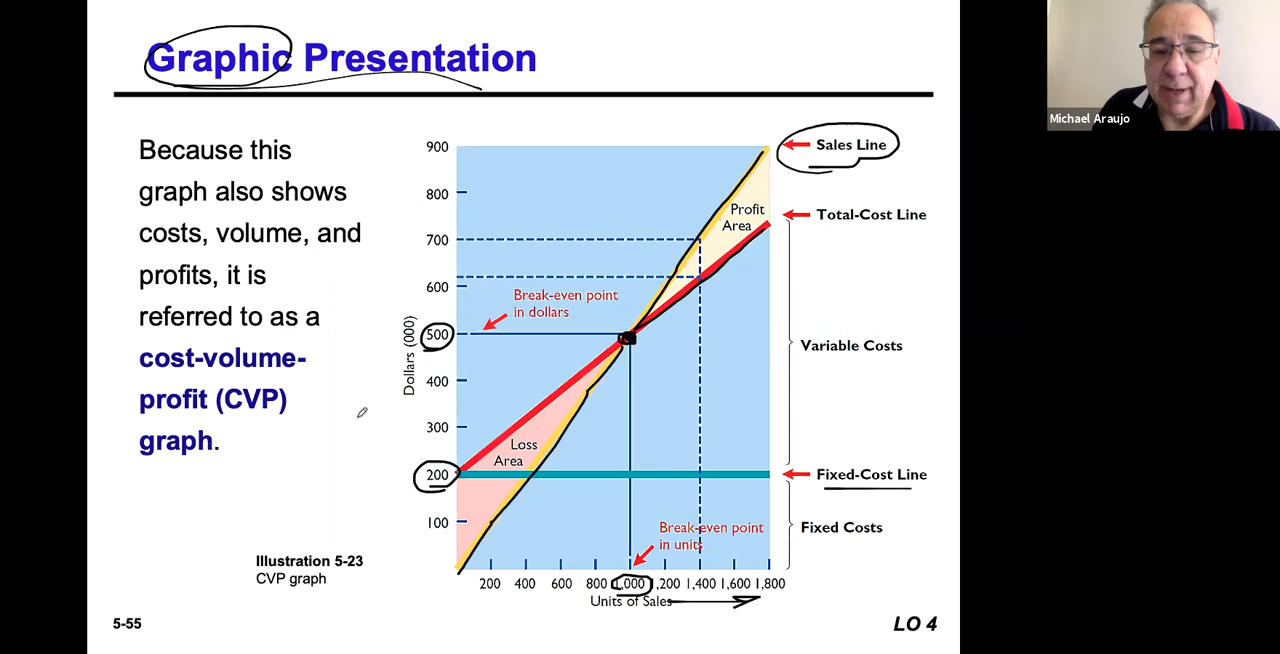 Graphic Presentation
Michael Araujo
Because this
graph also shows
costs, volume, and
profits, it is
referred to as a
cost-volume-
profit (CVP)
graph.
Illustration 5-23
CVP graph
Dollars (000)
900
800
700
600
500
400
300
200
100
Break-even point
in dollars
Profit
Area
Loss
Area
Break-even point
in units
200 400 600 800 1,000 1,200 1,400 1,600 1,800
Units of Sales
Sales Line
Total-Cost Line
Variable Costs
Fixed-Cost Line
Fixed Costs
5-55
LO 4